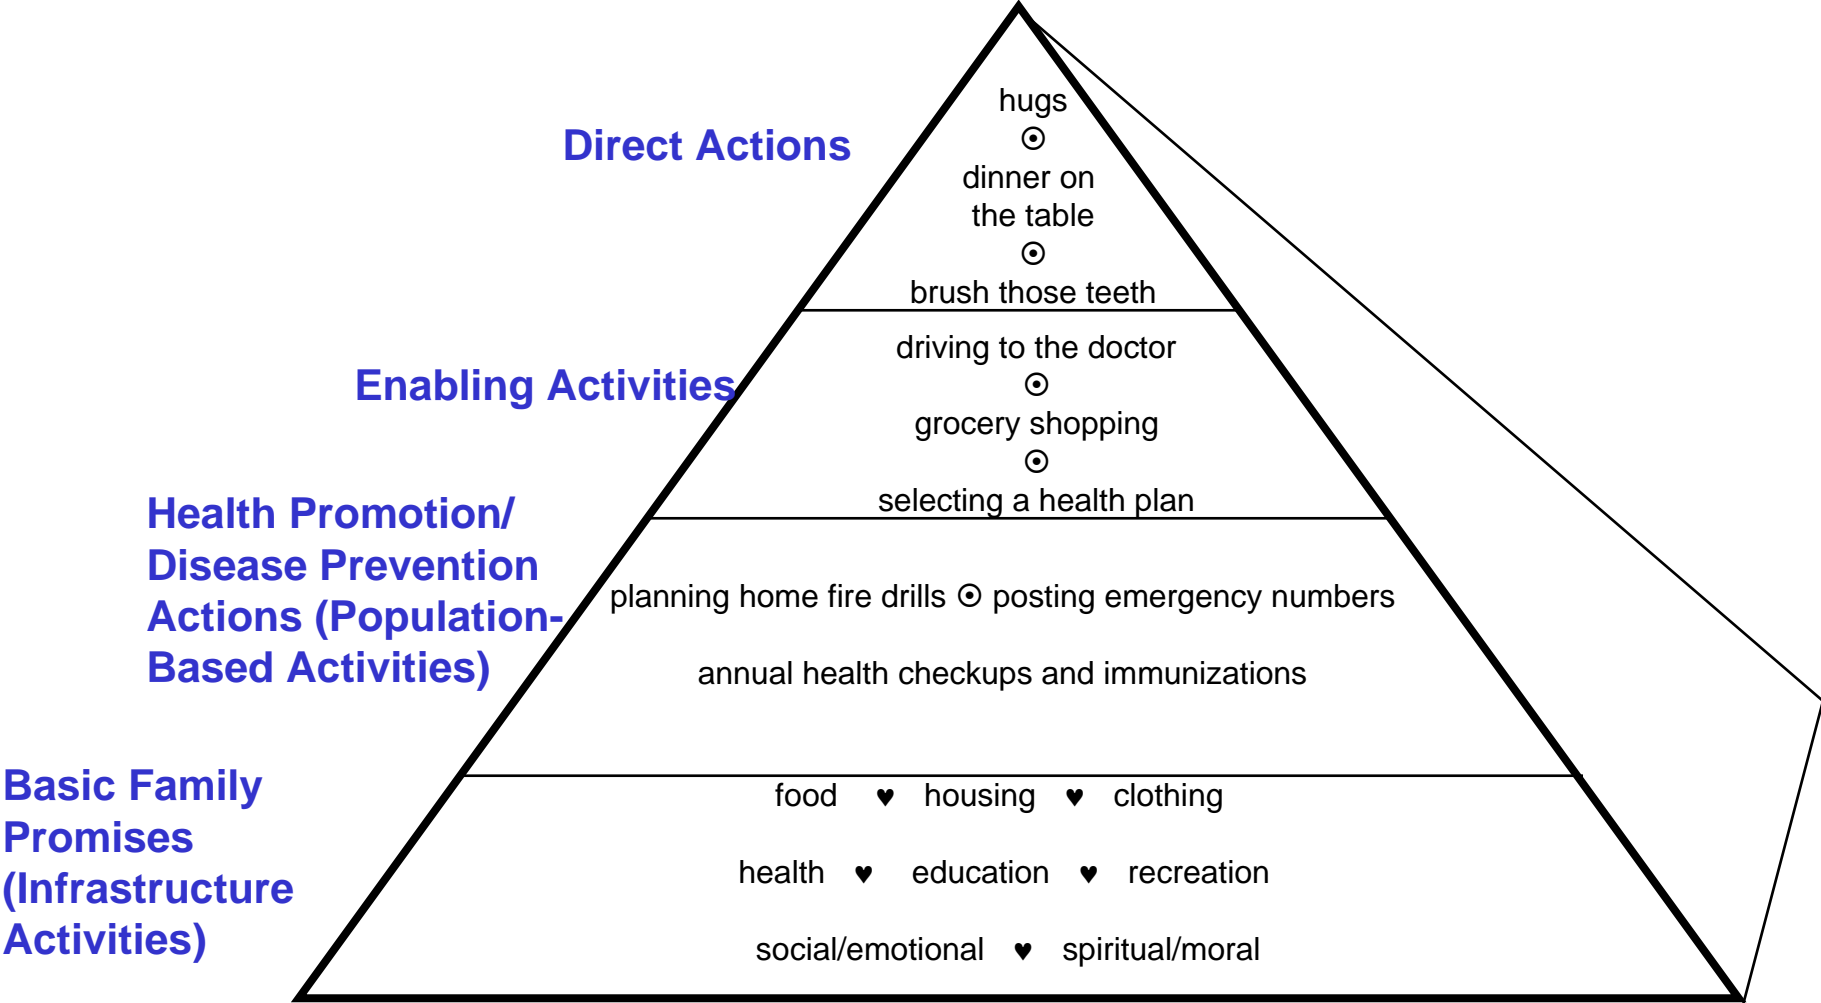 hugs
⊙
Direct Actions
dinner on
the table
⊙
brush those teeth
driving to the doctor
⊙
Enabling Activities
grocery shopping
⊙
selecting a health plan
Health Promotion/
Disease Prevention
Actions (Population-
Based Activities)
planning home fire drills ⊙ posting emergency numbers
annual health checkups and immunizations
Basic Family
Promises
(Infrastructure
Activities)
food ♥ housing ♥ clothing
health ♥ education ♥ recreation
social/emotional ♥ spiritual/moral